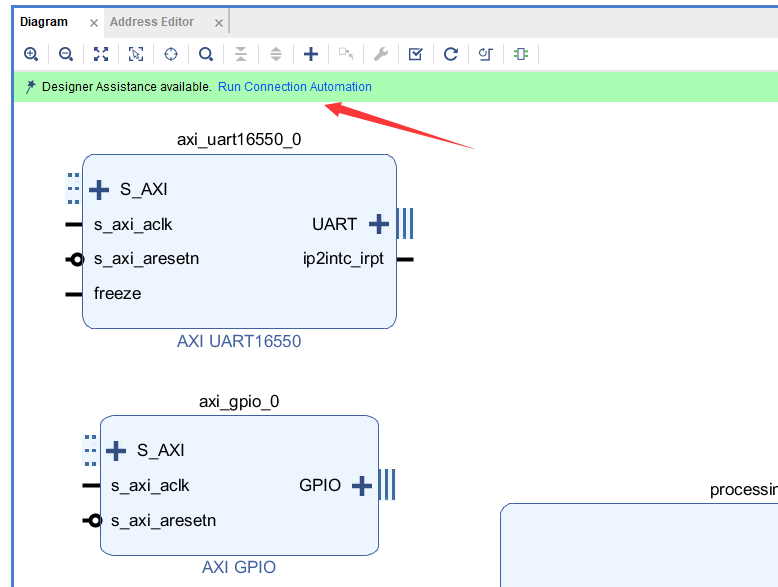 Diagram × Address Editor ×
Designer Assistance available. Run Connection Automation
axi_uart16550_0
S_AXI
s_axi_aclk UART
s_axi_aresetn ip2intc_irpt
freeze
AXI UART16550
axi_gpio_0
S_AXI
s_axi_aclk GPIO
processin
s_axi_aresetn
AXI GPIO